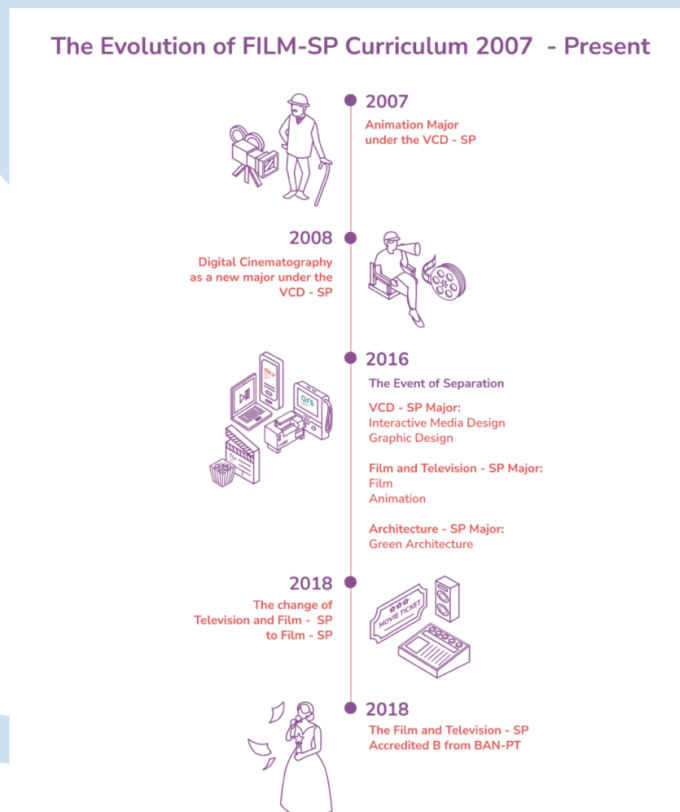 The Evolution of FILM-SP Curriculum 2007 - Present
2007
Animation Major
under the VCD - SP
2008
Digital Cinematography
as a new major under the
VCD - SP
2016
The Event of Separation
VCD - SP Major:
Interactive Media Design
Graphic Design
Film and Television - SP Major:
Film
Animation
Architecture - SP Major:
Green Architecture
2018
The change of
Television and Film - SP
to Film - SP
MOVIE TICKET
2018
The Film and Television - SP
Accredited B from BAN-PT